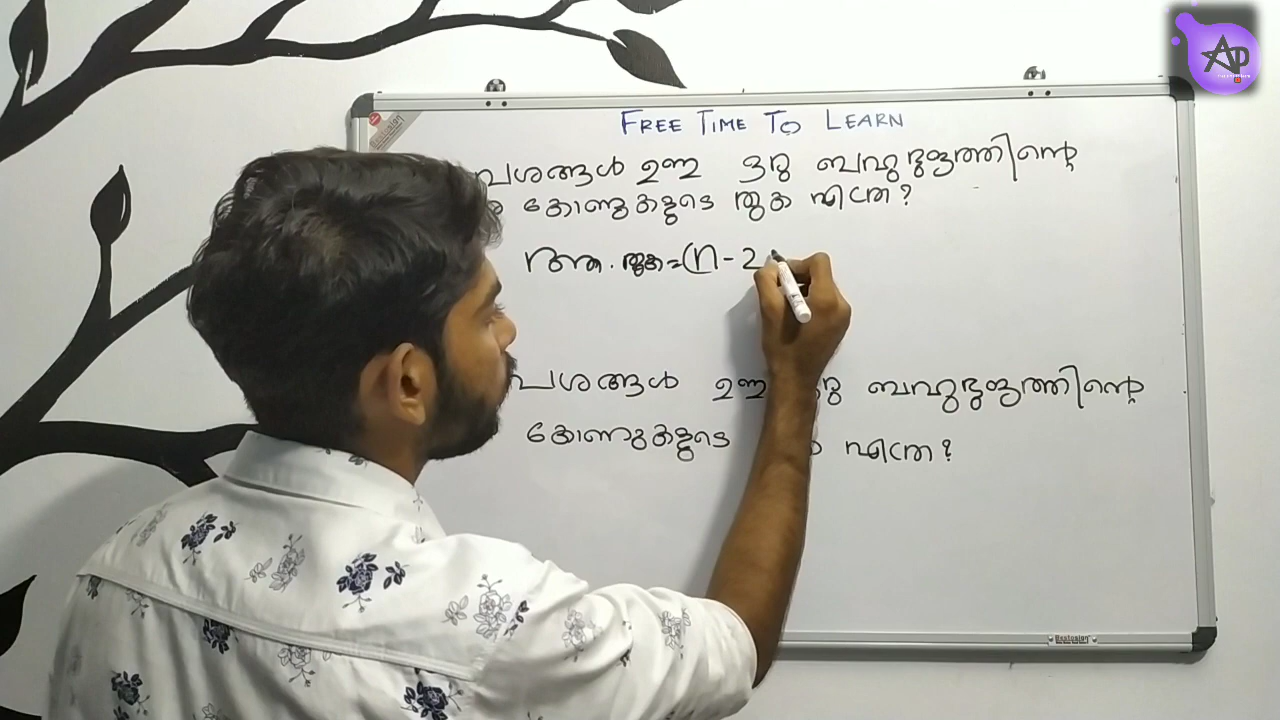 FREE TIME TO LEARN
വശങ്ങൾ ഉള്ള ഒരു ബഹുഭുജത്തിന്റെ
കോണുകളുടെ തുക എത്ര?
തുക=(n-2
വശങ്ങൾ ഉള്ള ബഹുഭുജത്തിന്റെ
കോണുകളുടെ എത്ര?
AP